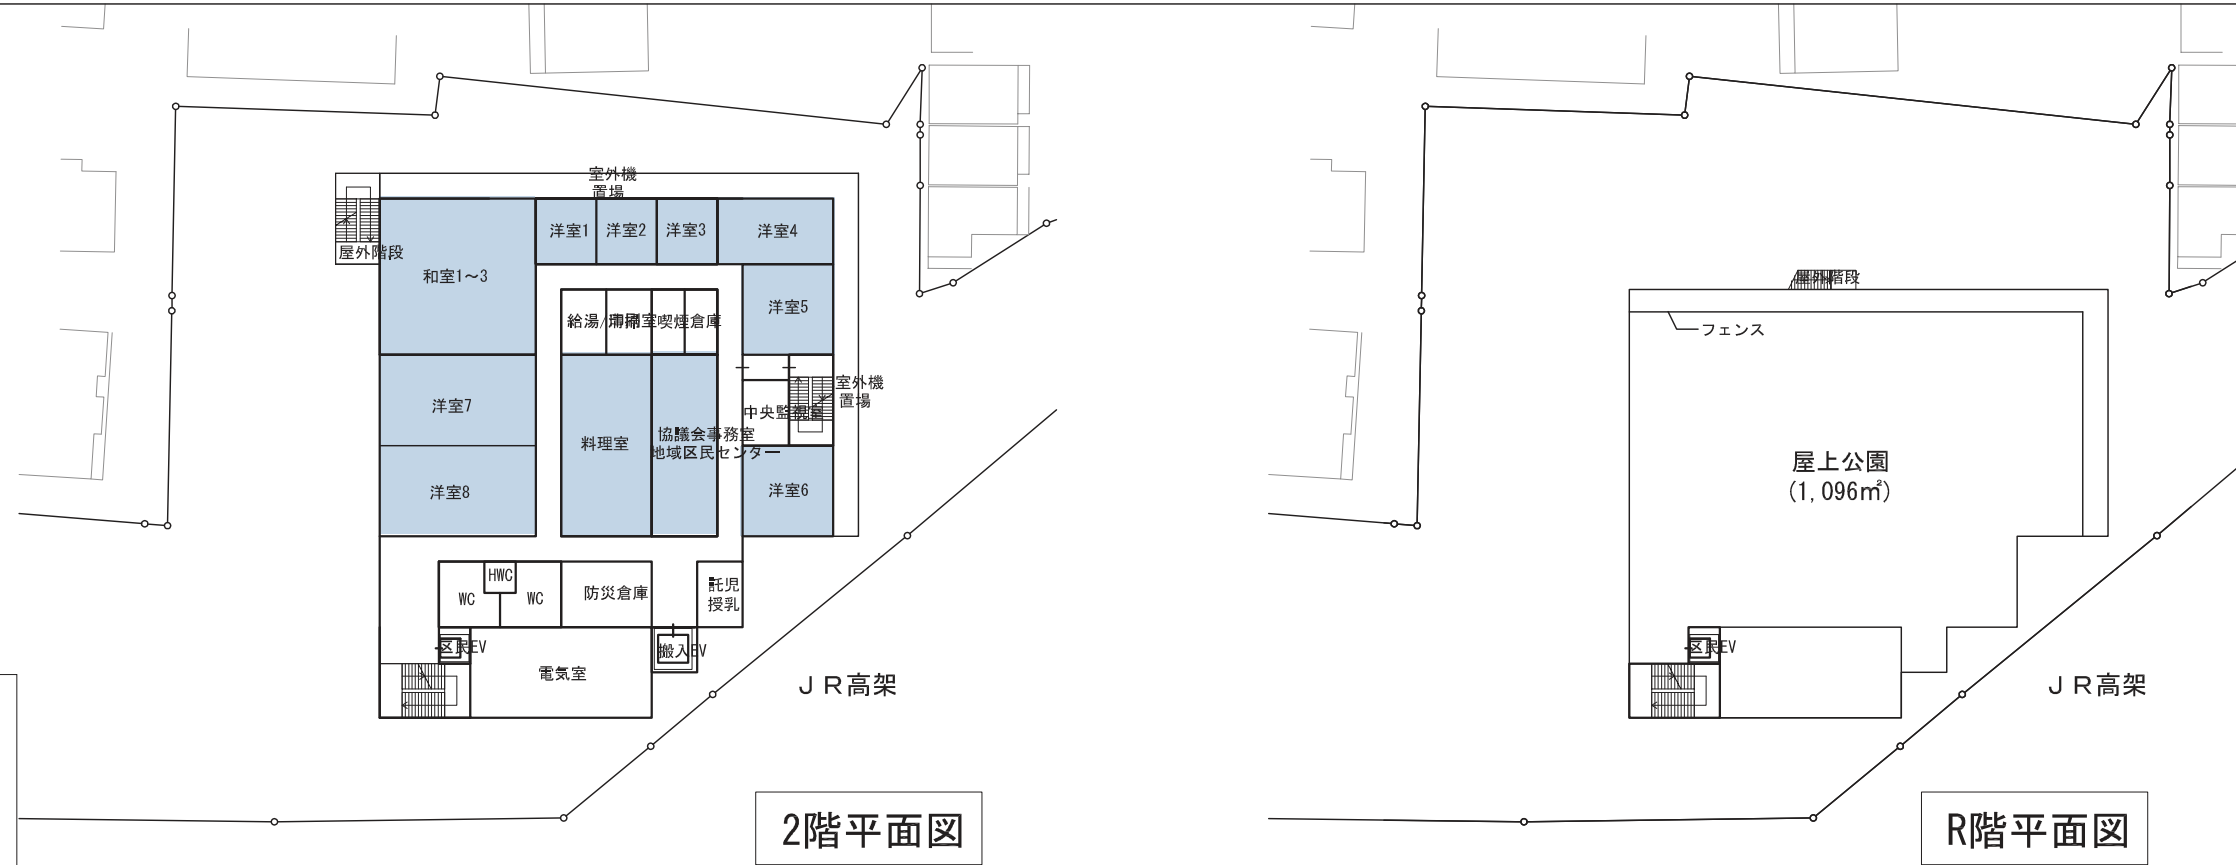 室外機
置場
屋外階段
和室1～3
洋室1
洋室2
洋室3
洋室4
洋室5
給湯/清掃
喫煙
倉庫
室外機
置場
洋室7
中央監視室
料理室
協議会事務室
地域区民センター
洋室8
洋室6
HWC
WC
WC
防災倉庫
託児
授乳
区民EV
搬入EV
電気室
ＪＲ高架
2階平面図
屋外階段
フェンス
屋上公園
(1,096㎡)
区民EV
ＪＲ高架
R階平面図